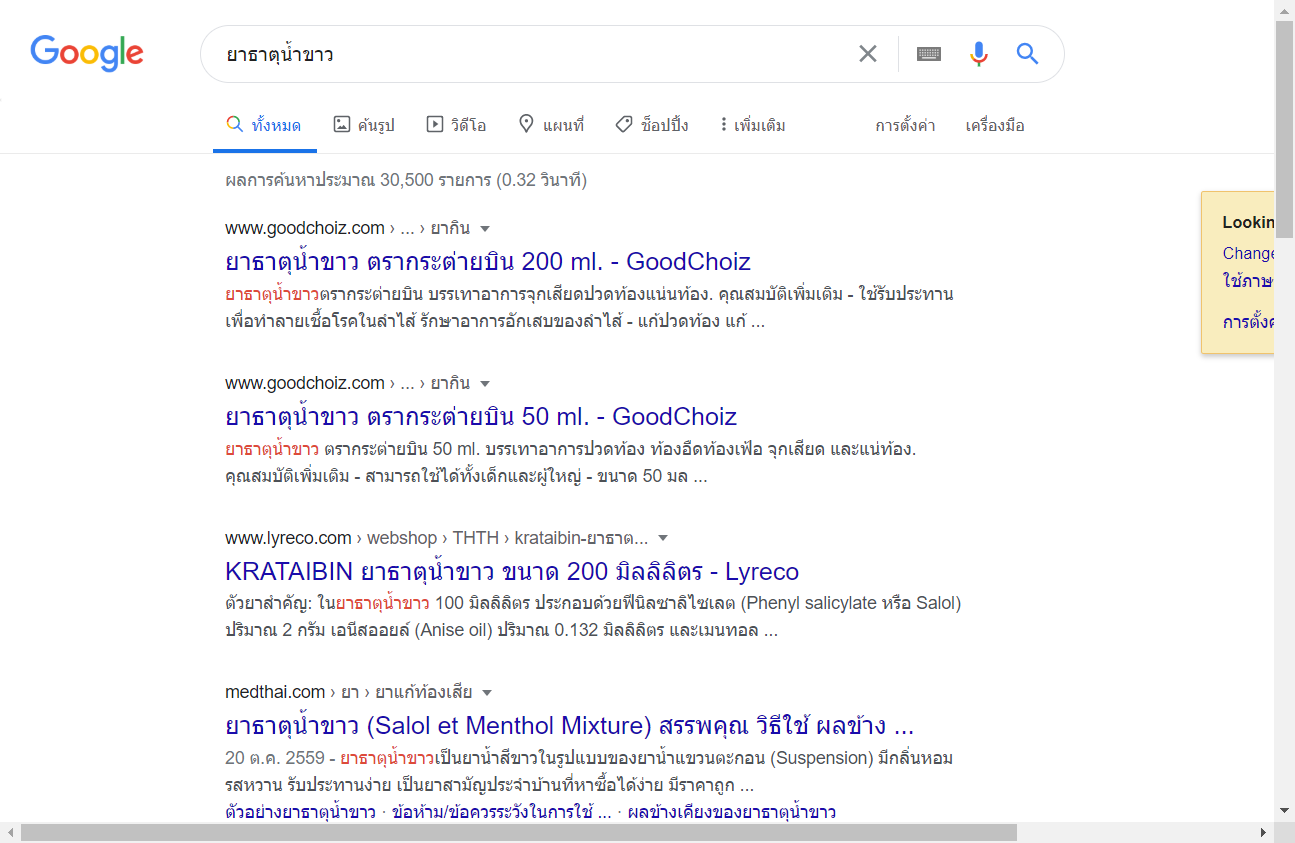 Google
ยาธาตุน้ำขาว
ทั้งหมด ค้นรูป วิดีโอ แผนที่ ช็อปปิ้ง เพิ่มเติม การตั้งค่า เครื่องมือ
ผลการค้นหาประมาณ 30,500 รายการ (0.32 วินาที)
www.goodchoiz.com › ... › ยากิน
ยาธาตุน้ำขาว ตรากระต่ายบิน 200 ml. - GoodChoiz
ยาธาตุน้ำขาวตรากระต่ายบิน บรรเทาอาการจุกเสียดปวดท้องแน่นท้อง. คุณสมบัติเพิ่มเติม - ใช้รับประทาน
เพื่อทำลายเชื้อโรคในลำไส้ รักษาอาการอักเสบของลำไส้ - แก้ปวดท้อง แก้ ...
www.goodchoiz.com › ... › ยากิน
ยาธาตุน้ำขาว ตรากระต่ายบิน 50 ml. - GoodChoiz
ยาธาตุน้ำขาว ตรากระต่ายบิน 50 ml. บรรเทาอาการปวดท้อง ท้องอืดท้องเฟ้อ จุกเสียด และแน่ท้อง.
คุณสมบัติเพิ่มเติม - สามารถใช้ได้ทั้งเด็กและผู้ใหญ่ - ขนาด 50 มล ...
www.lyreco.com › webshop › THTH › krataibin-ยาธาต...
KRATAIBIN ยาธาตุน้ำขาว ขนาด 200 มิลลิลิตร - Lyreco
ตัวยาสำคัญ: ในยาธาตุน้ำขาว 100 มิลลิลิตร ประกอบด้วยฟีนิลซาลิไซเลต (Phenyl salicylate หรือ Salol)
ปริมาณ 2 กรัม เอนีสออยล์ (Anise oil) ปริมาณ 0.132 มิลลิลิตร และเมนทอล ...
medthai.com › ยา › ยาแก้ท้องเสีย
ยาธาตุน้ำขาว (Salol et Menthol Mixture) สรรพคุณ วิธีใช้ ผลข้าง ...
20 ต.ค. 2559 - ยาธาตุน้ำขาวเป็นยาน้ำสีขาวในรูปแบบของยาน้ำแขวนตะกอน (Suspension) มีกลิ่นหอม
รสหวาน รับประทานง่าย เป็นยาสามัญประจำบ้านที่หาซื้อได้ง่าย มีราคาถูก ...
ตัวอย่างยาธาตุน้ำขาว · ข้อห้าม/ข้อควรระวังในการใช้ ... · ผลข้างเคียงของยาธาตุน้ำขาว
Lookin
Change
ใช้ภาษ
การตั้งค